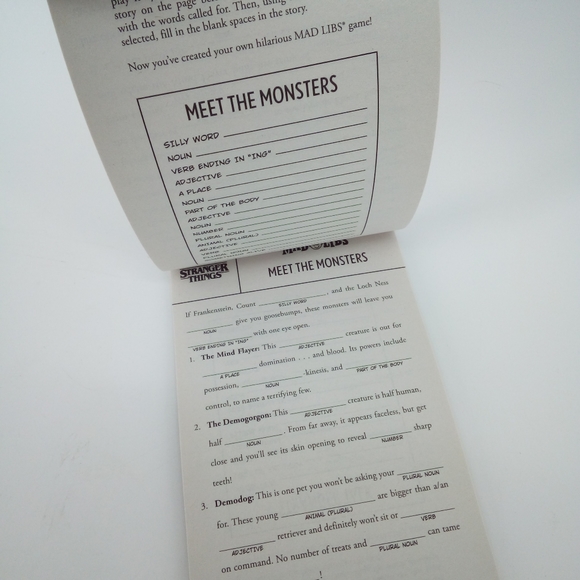 story on the page
with the words called for. Then, using
selected, fill in the blank spaces in the story.
Now you've created your own hilarious MAD LIBS® game!
MEET THE MONSTERS
SILLY WORD
NOUN
VERB ENDING IN "ING"
ADJECTIVE
A PLACE
NOUN
PART OF THE BODY
ADJECTIVE
NOUN
NUMBER
PLURAL NOUN
ANIMAL (PLURAL)
ADJECTIVE
VERB
STRANGER THINGS
MAD LIBS
MEET THE MONSTERS
If Frankenstein, Count , and the Loch Ness
SILLY WORD
give you goosebumps, these monsters will leave you
NOUN
with one eye open.
VERB ENDING IN "ING"
1. The Mind Flayer: This creature is out for
ADJECTIVE
domination . . . and blood. Its powers include
A PLACE
possession, -kinesis, and
NOUN PART OF THE BODY
control, to name a terrifying few.
2. The Demogorgon: This creature is half human,
ADJECTIVE
half . From far away, it appears faceless, but get
NOUN
close and you'll see its skin opening to reveal sharp
NUMBER
teeth!
3. Demodog: This is one pet you won't be asking your
PLURAL NOUN
for. These young are bigger than a/an
ANIMAL (PLURAL)
retriever and definitely won't sit or
ADJECTIVE VERB
on command. No number of treats and can tame
PLURAL NOUN
!